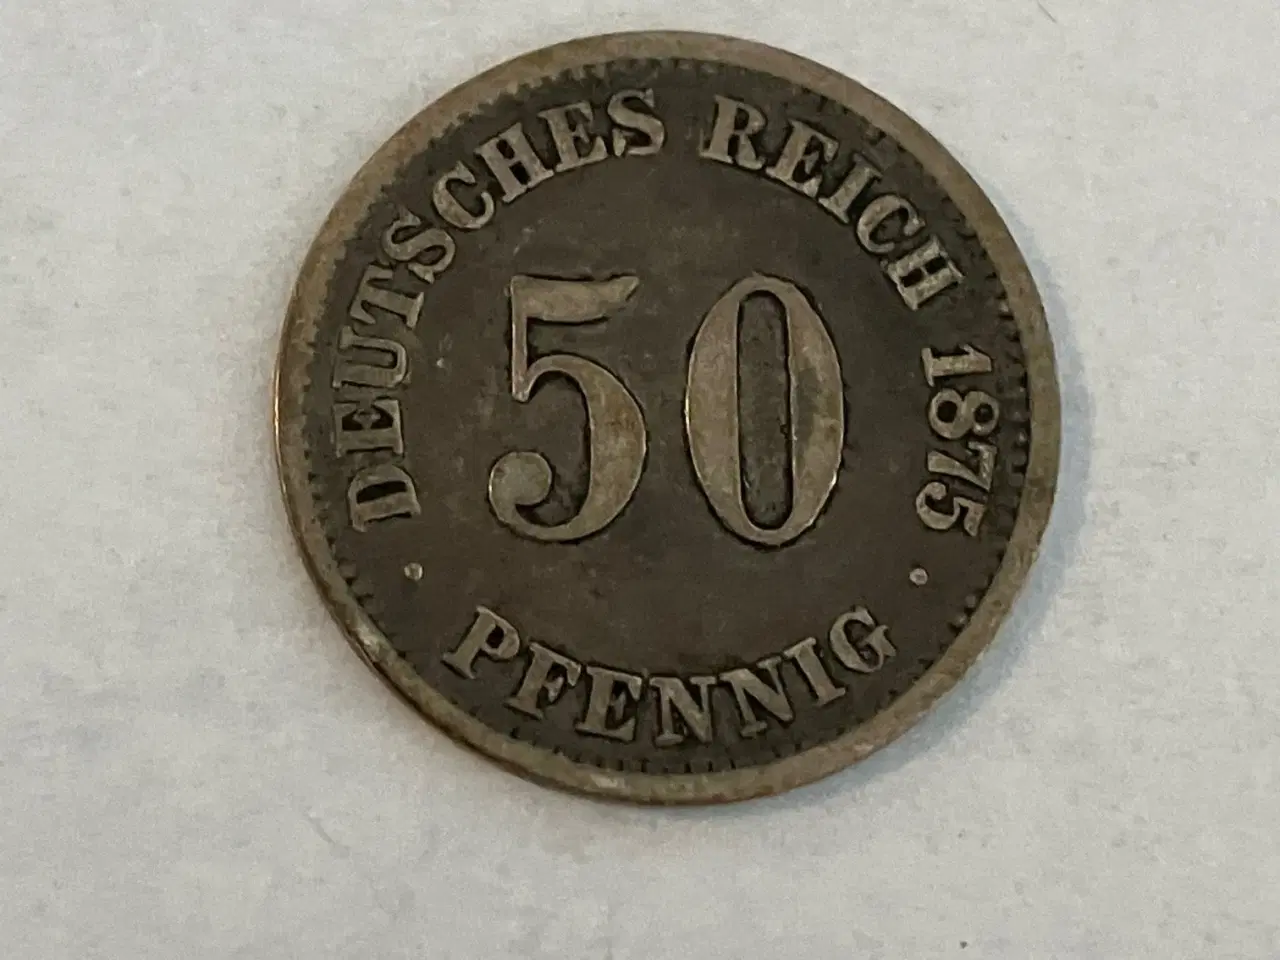 DEUTSCHES REICH 1875
50
· PFENNIG ·